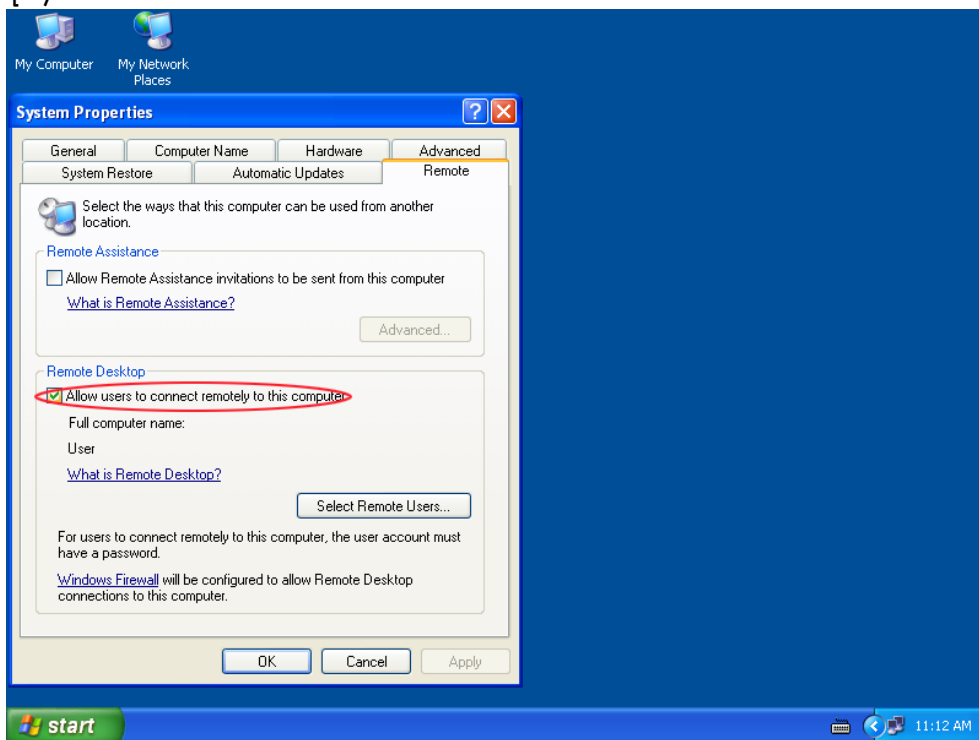 My Computer
My Network
Places
System Properties
General
Computer Name
Hardware
Advanced
System Restore
Automatic Updates
Remote
Select the ways that this computer can be used from another
location.
Remote Assistance
Allow Remote Assistance invitations to be sent from this computer
What is Remote Assistance?
Advanced...
Remote Desktop
Allow users to connect remotely to this computer
Full computer name:
User
What is Remote Desktop?
Select Remote Users...
For users to connect remotely to this computer, the user account must
have a password.
Windows Firewall will be configured to allow Remote Desktop
connections to this computer.
OK
Cancel
Apply
start
11:12 AM